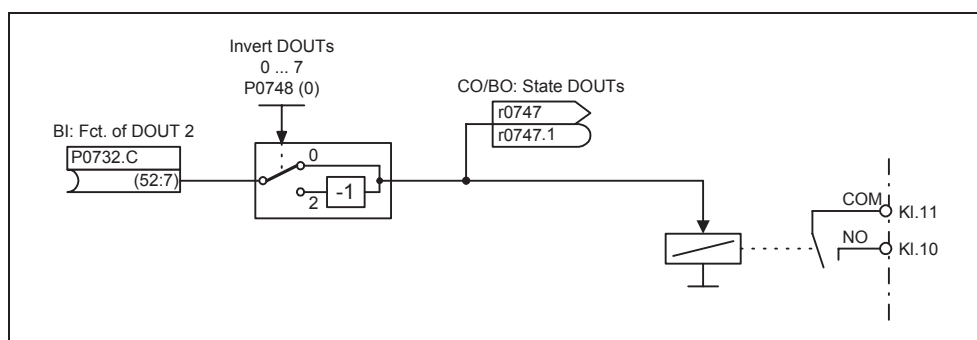 Invert DOUTs
0 ... 7
P0748 (0)
CO/BO: State DOUTs
r0747
r0747.1
BI: Fct. of DOUT 2
P0732.C
(52:7)
0
2
-1
COM
Kl.11
NO
Kl.10